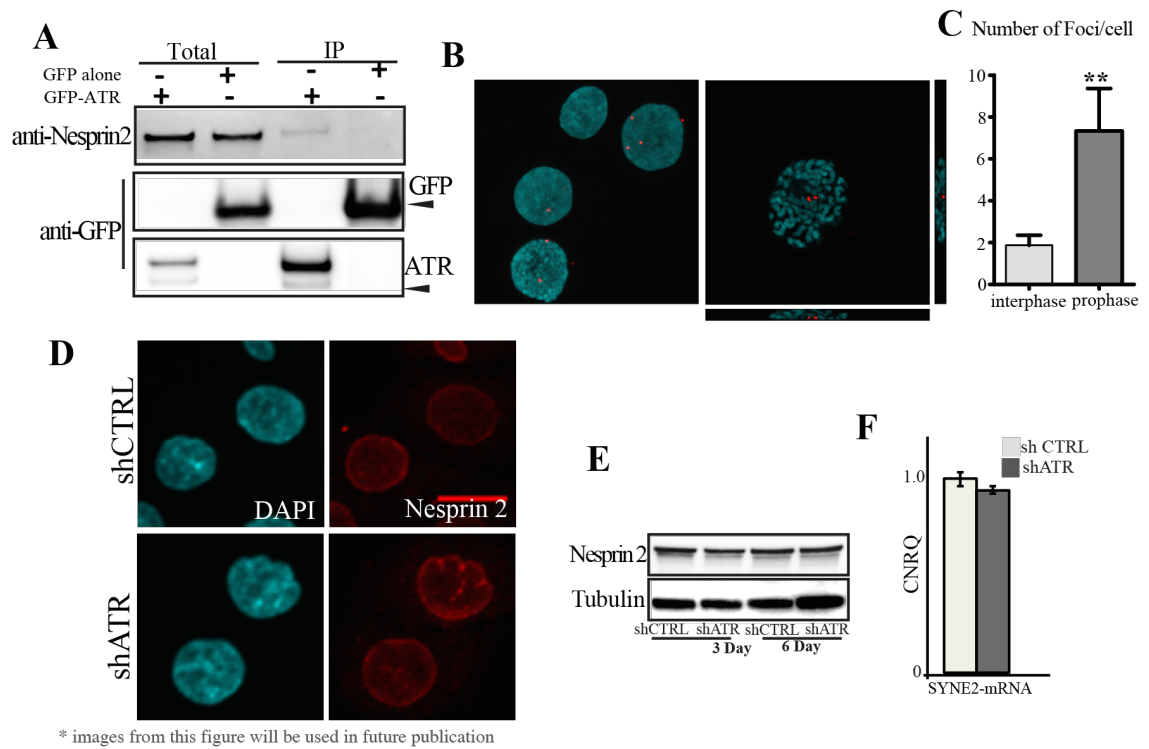 A
Total
IP
GFP alone
- + - +
GFP-ATR
+ - + -
anti-Nesprin2
anti-GFP
GFP
ATR
B
C
Number of Foci/cell
**
10
8
6
4
2
0
interphase
prophase
D
shCTRL
DAPI
Nesprin 2
shATR
* images from this figure will be used in future publication
E
Nesprin 2
Tubulin
shCTRL shATR shCTRL shATR
3 Day 6 Day
F
sh CTRL
shATR
1.0
CNRQ
0
SYNE2-mRNA